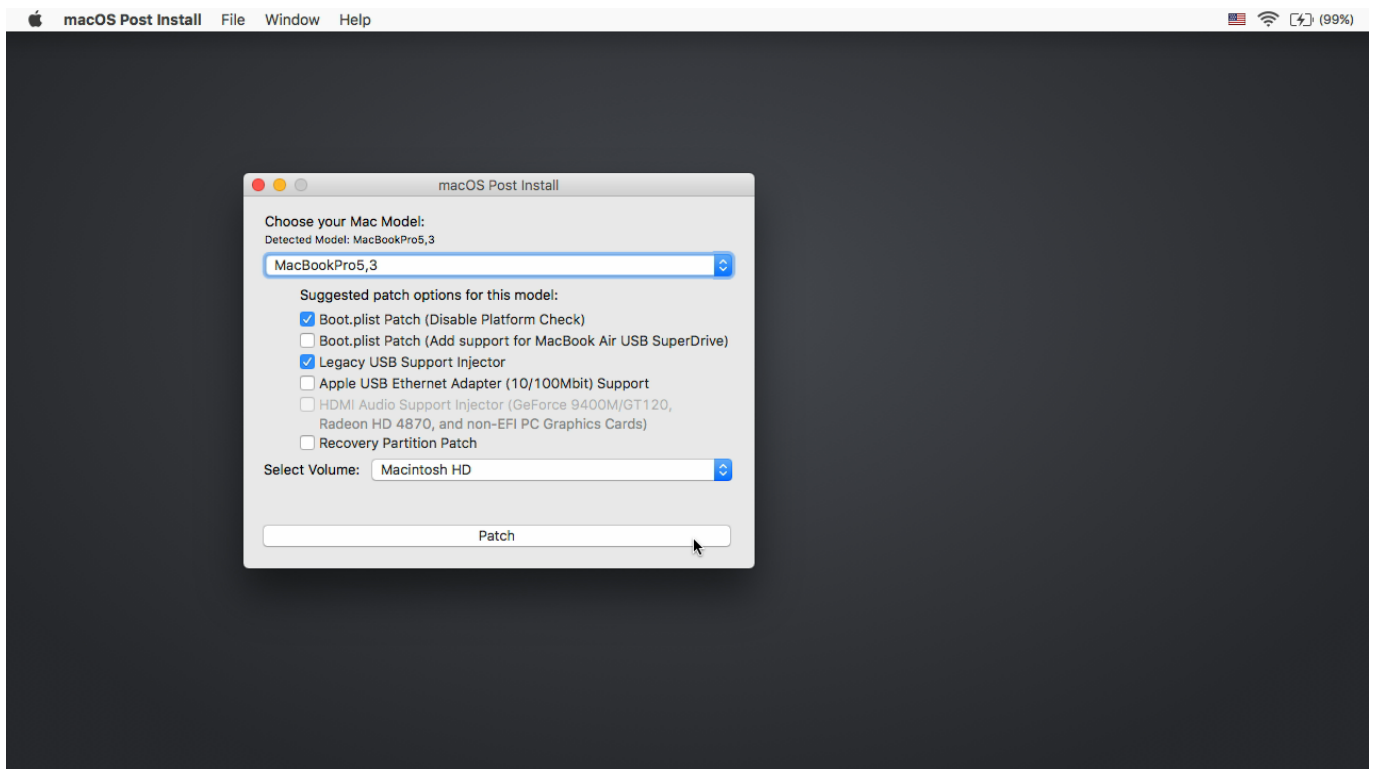 macOS Post Install File Window Help (99%)
macOS Post Install
Choose your Mac Model:
Detected Model: MacBookPro5,3
MacBookPro5,3
Suggested patch options for this model:
Boot.plist Patch (Disable Platform Check)
Boot.plist Patch (Add support for MacBook Air USB SuperDrive)
Legacy USB Support Injector
Apple USB Ethernet Adapter (10/100Mbit) Support
HDMI Audio Support Injector (GeForce 9400M/GT120,
Radeon HD 4870, and non-EFI PC Graphics Cards)
Recovery Partition Patch
Select Volume: Macintosh HD
Patch